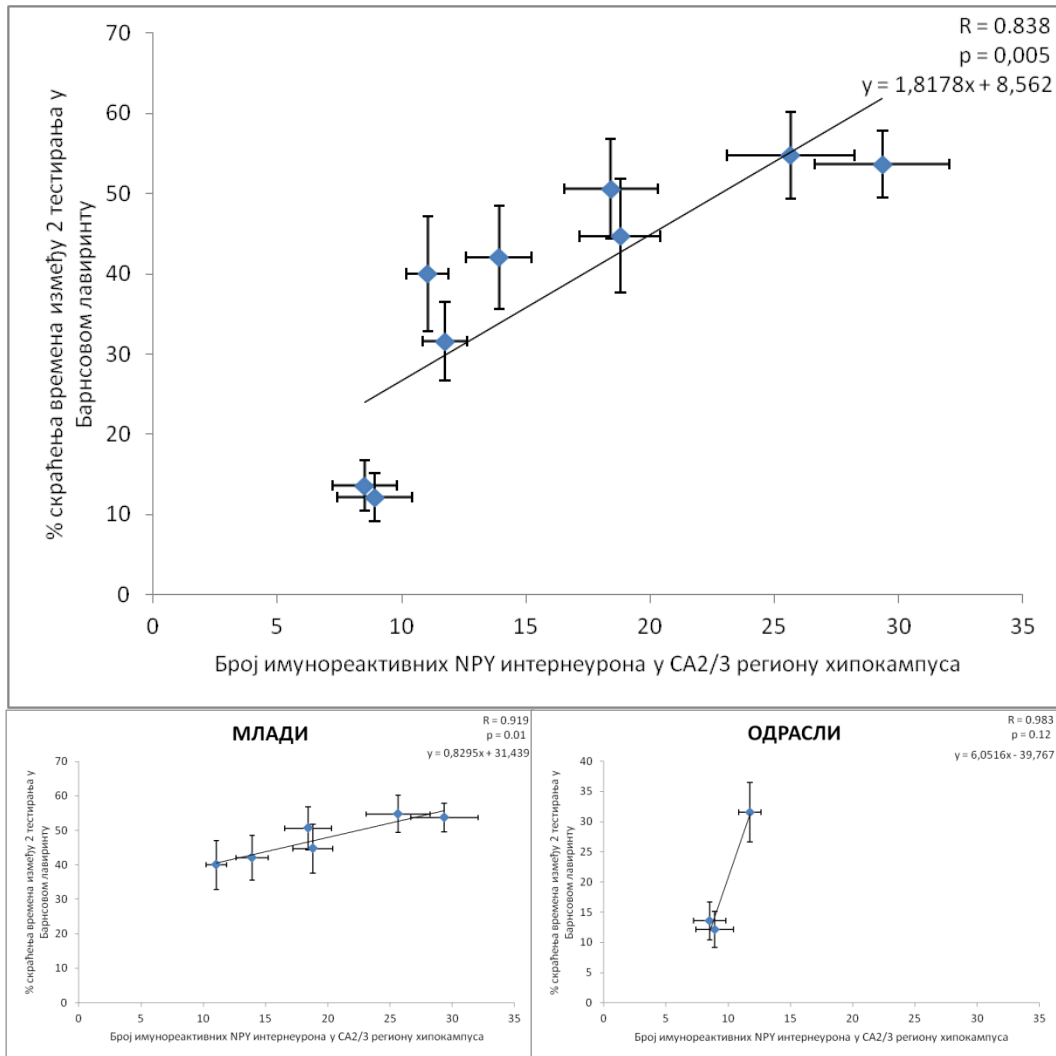 R = 0.838
p = 0,005
y = 1,8178x + 8,562
% скраћења времена између 2 тестирања у
Барнсовом лавиринту
70
60
50
40
30
20
10
0
0 5 10 15 20 25 30 35
Број имунореактивних NPY интернеурона у СА2/3 региону хипокампуса
МЛАДИ
R = 0.919
p = 0.01
y = 0,8295x + 31,439
% скраћења времена између 2 тестирања у
Барнсовом лавиринту
70
60
50
40
30
20
10
0
0 5 10 15 20 25 30 35
Број имунореактивних NPY интернеурона у СА2/3 региону хипокампуса
ОДРАСЛИ
R = 0.983
p = 0.12
y = 6,0516x - 39,767
% скраћења времена између 2 тестирања у
Барнсовом лавиринту
40
35
30
25
20
15
10
5
0
0 5 10 15 20 25 30 35
Број имунореактивних NPY интернеурона у СА2/3 региону хипокампуса